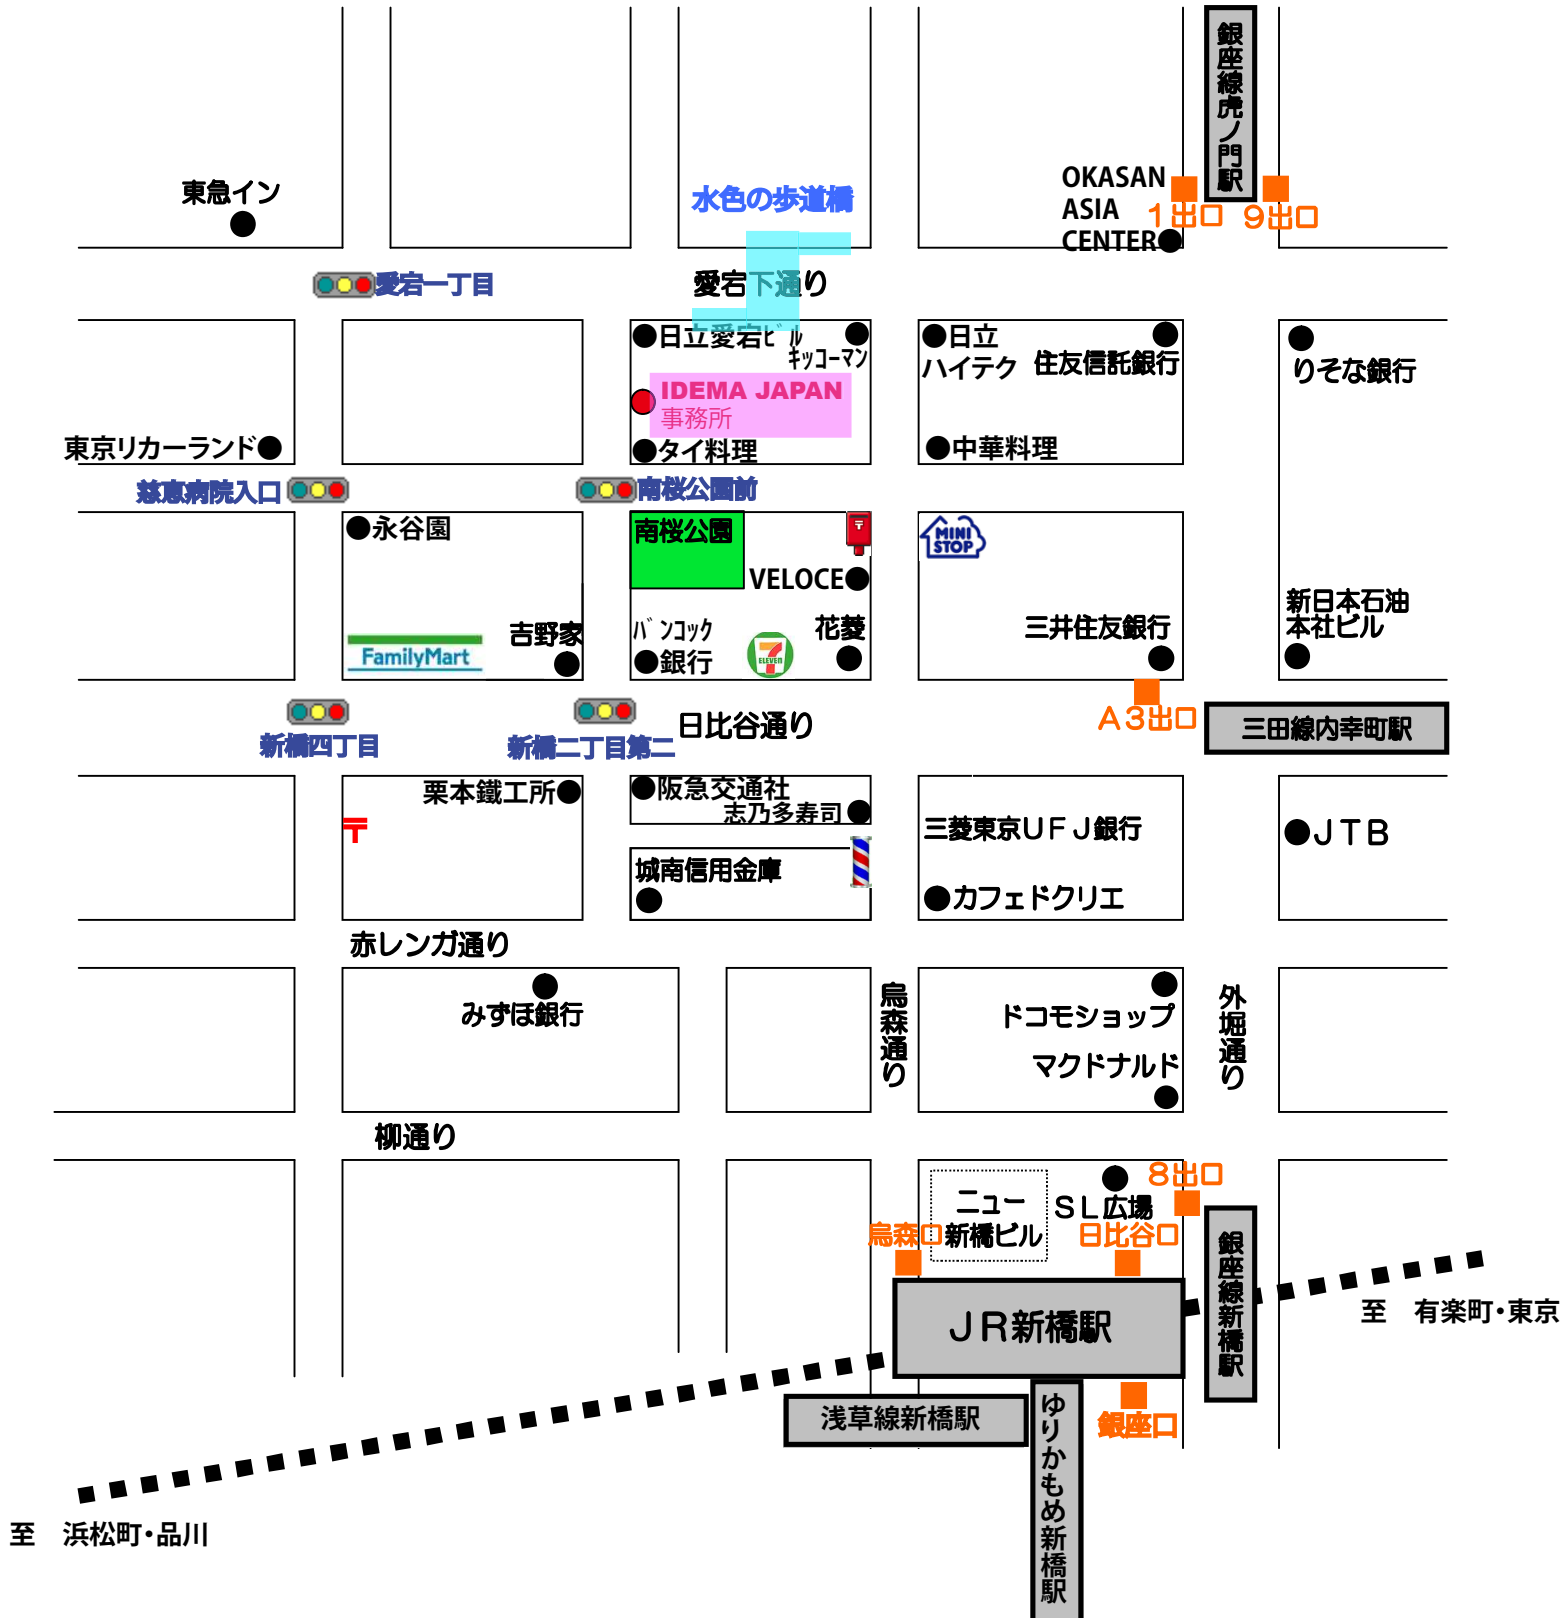 銀座線虎ノ門駅
東急イン
水色の歩道橋
OKASAN
ASIA
CENTER
1出口
9出口
愛宕一丁目
愛宕下通り
日立愛宕ビル
キッコーマン
日立
ハイテク
住友信託銀行
りそな銀行
IDEMA JAPAN
事務所
東京リカーランド
タイ料理
中華料理
慈恵病院入口
南桜公園前
永谷園
南桜公園
〒
MINI
STOP
VELOCE
新日本石油
本社ビル
FamilyMart
吉野家
バンコック
銀行
7
ELEVEN
花菱
三井住友銀行
A3出口
三田線内幸町駅
新橋四丁目
新橋二丁目第二
日比谷通り
栗本鐵工所
阪急交通社
志乃多寿司
〒
三菱東京UFJ銀行
JTB
城南信用金庫
カフェドクリエ
赤レンガ通り
みずほ銀行
烏森通り
ドコモショップ
外堀通り
マクドナルド
柳通り
ニュー
新橋ビル
SL広場
8出口
烏森口
日比谷口
銀座線新橋駅
JR新橋駅
至　有楽町・東京
浅草線新橋駅
銀座口
ゆりかもめ新橋駅
至　浜松町・品川